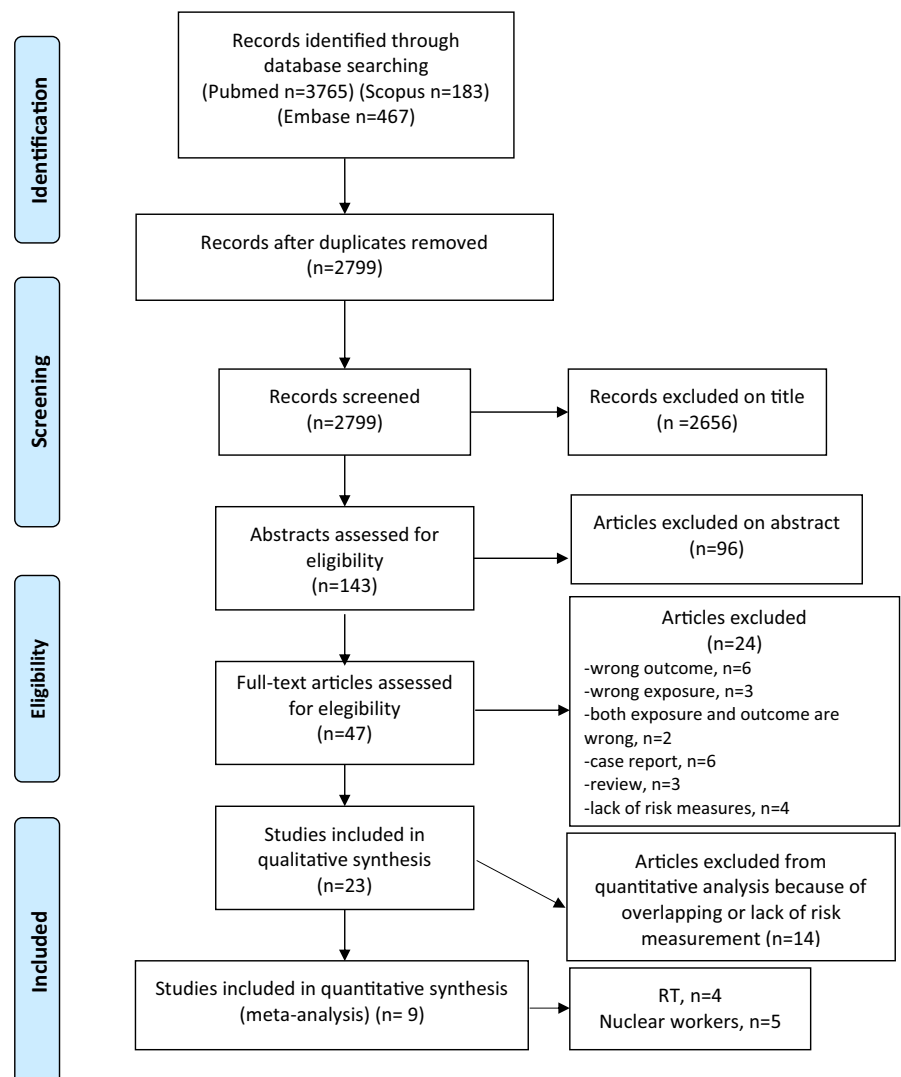 Identification
Records identified through
database searching
(Pubmed n=3765) (Scopus n=183)
(Embase n=467)
Records after duplicates removed
(n=2799)
Screening
Records screened
(n=2799)
Records excluded on title
(n =2656)
Abstracts assessed for
eligibility
(n=143)
Articles excluded on abstract
(n=96)
Eligibility
Full-text articles assessed
for elegibility
(n=47)
Articles excluded
(n=24)
-wrong outcome, n=6
-wrong exposure, n=3
-both exposure and outcome are
wrong, n=2
-case report, n=6
-review, n=3
-lack of risk measures, n=4
Included
Studies included in
qualitative synthesis
(n=23)
Articles excluded from
quantitative analysis because of
overlapping or lack of risk
measurement (n=14)
Studies included in quantitative synthesis
(meta-analysis) (n= 9)
RT, n=4
Nuclear workers, n=5